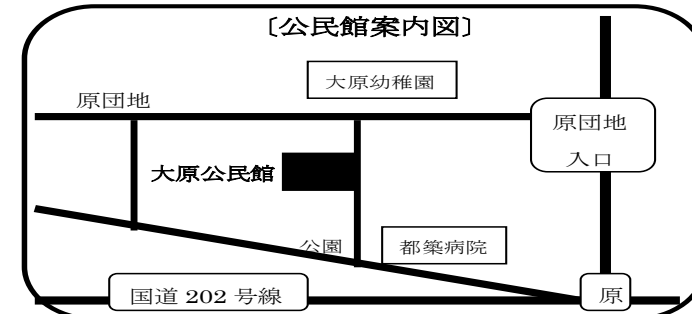 〔公民館案内図〕
大原幼稚園
原団地
原団地
入口
大原公民館
公園
都築病院
国道 202 号線
原